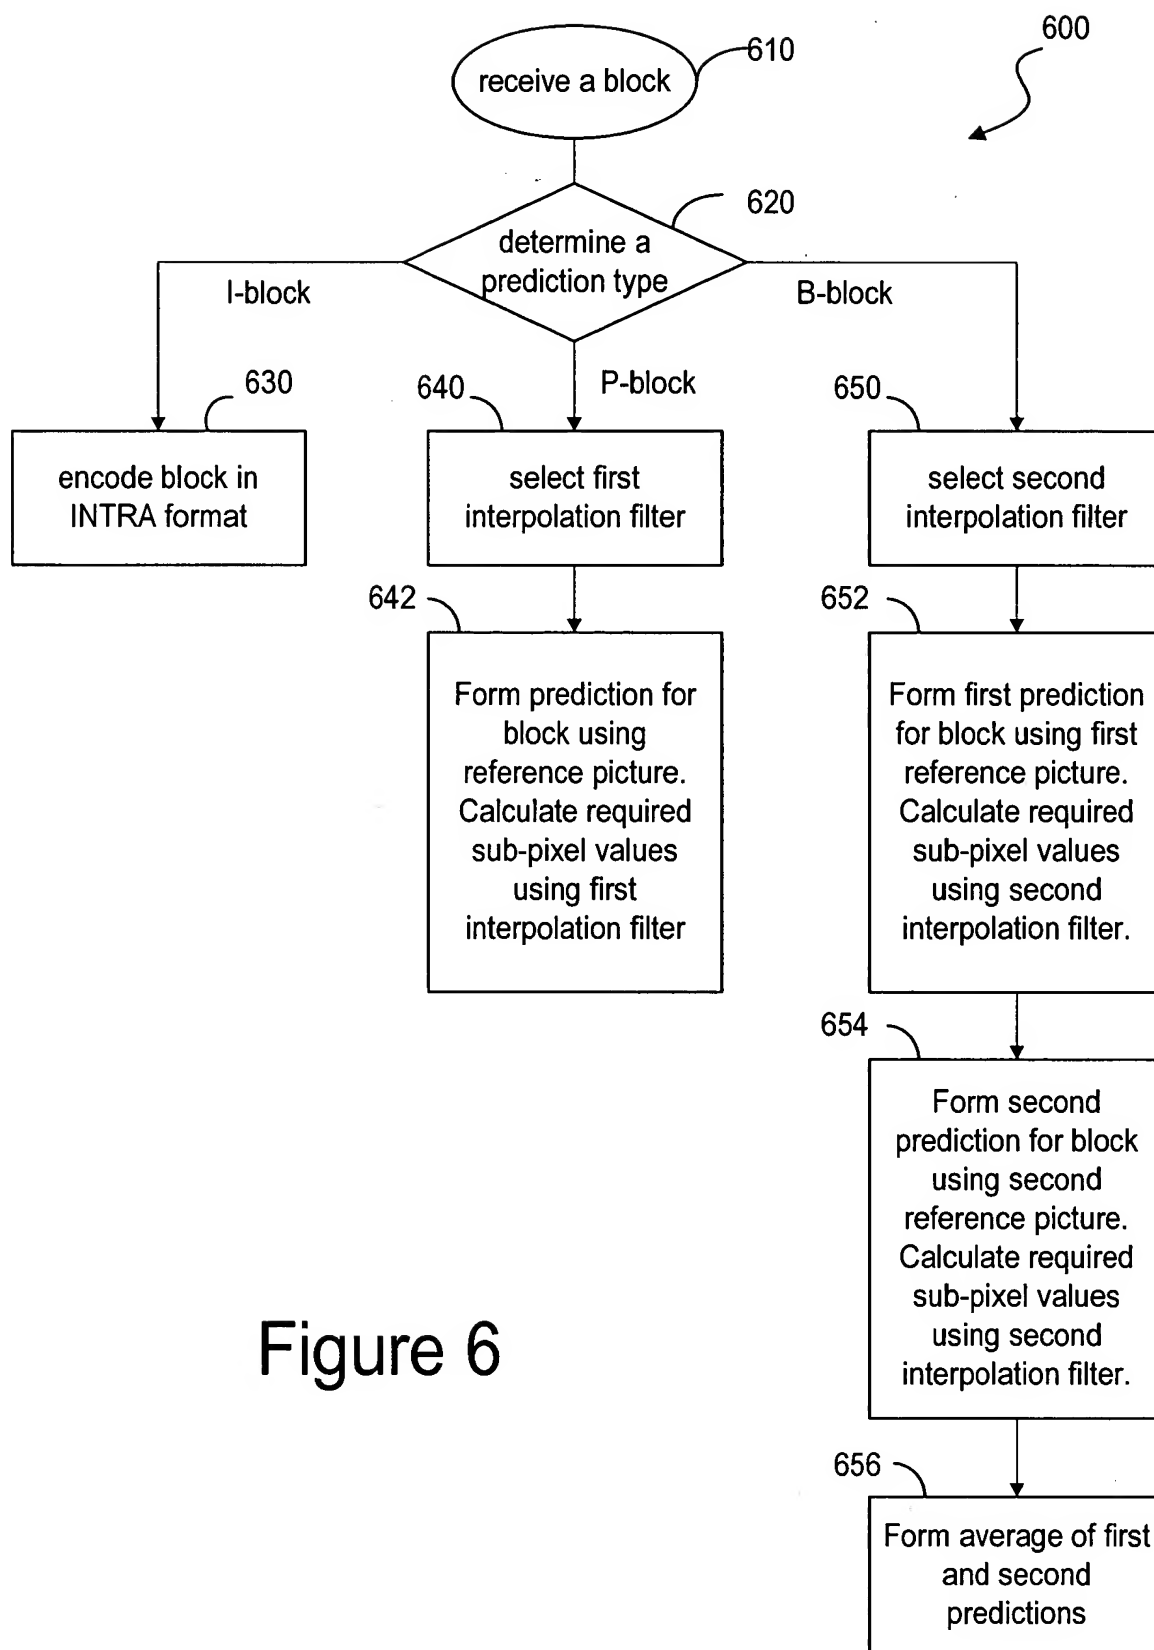 600
610
receive a block
620
determine a
prediction type
I-block
B-block
P-block
630
encode block in
INTRA format
640
select first
interpolation filter
650
select second
interpolation filter
642
Form prediction for
block using
reference picture.
Calculate required
sub-pixel values
using first
interpolation filter
652
Form first prediction
for block using first
reference picture.
Calculate required
sub-pixel values
using second
interpolation filter.
654
Form second
prediction for block
using second
reference picture.
Calculate required
sub-pixel values
using second
interpolation filter.
656
Form average of first
and second
predictions
Figure 6